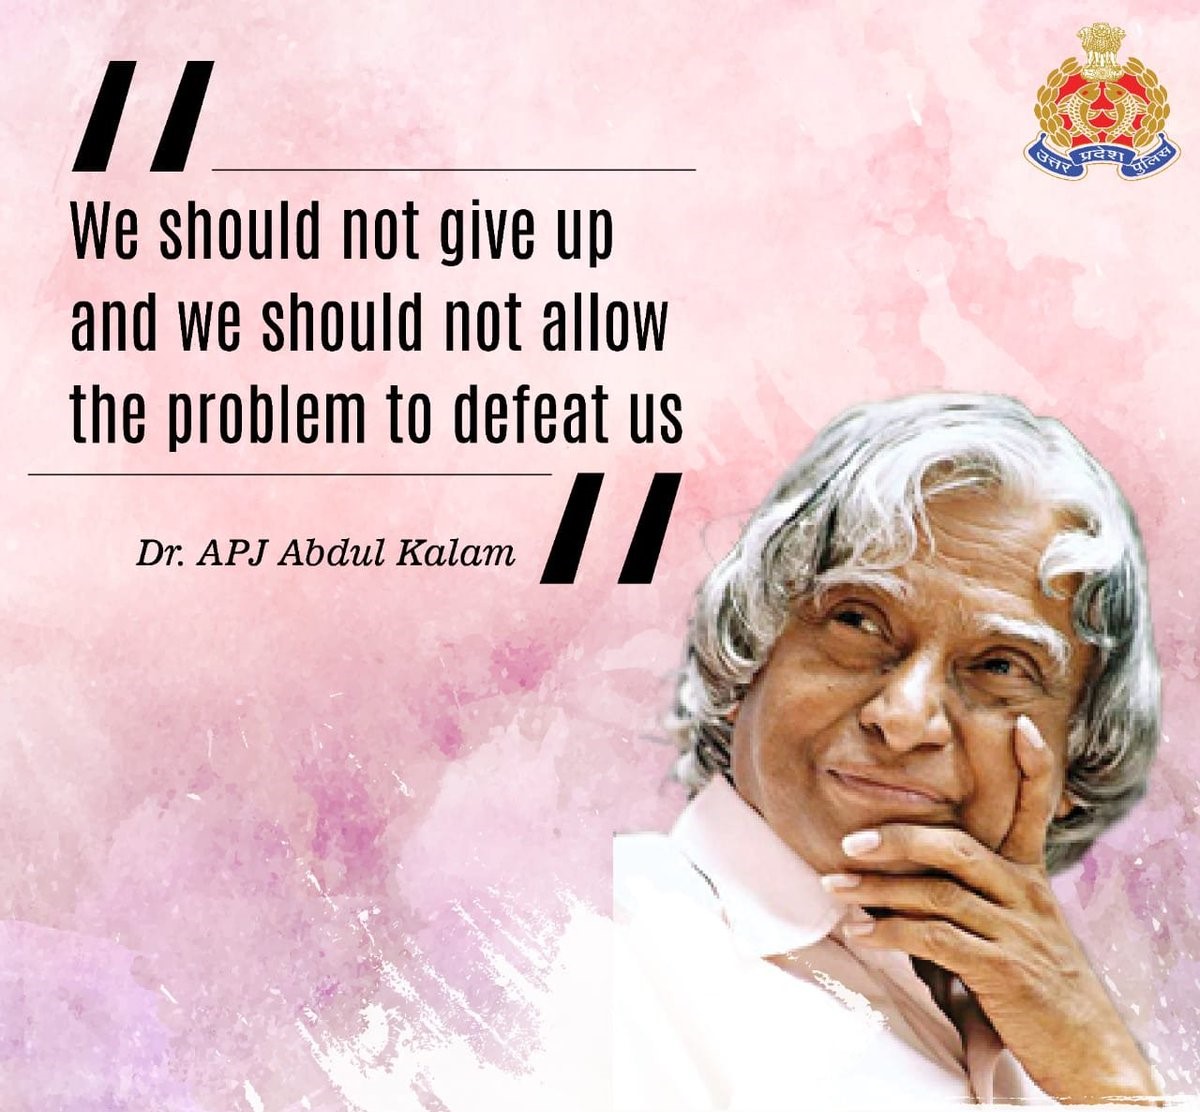 We should not give up
and we should not allow
the problem to defeat us
Dr. APJ Abdul Kalam
उत्तर प्रदेश पुलिस